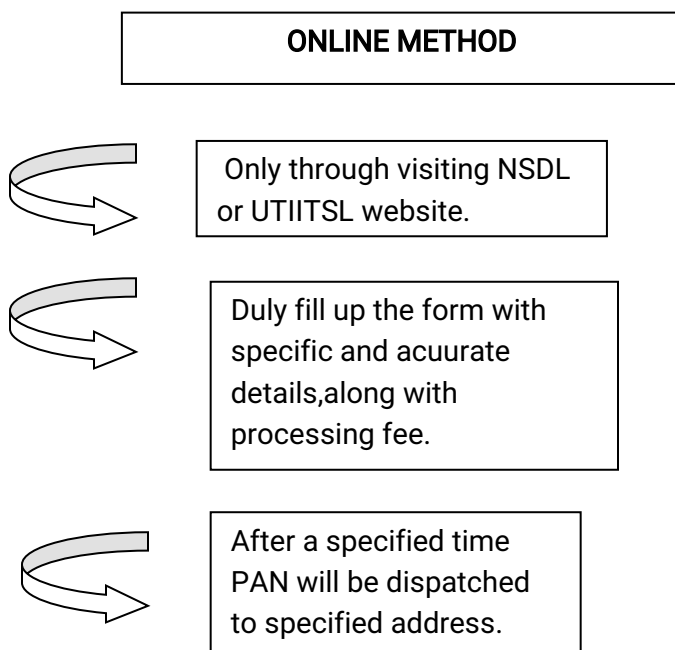 ONLINE METHOD
Only through visiting NSDL
or UTIITSL website.
Duly fill up the form with
specific and acuurate
details,along with
processing fee.
After a specified time
PAN will be dispatched
to specified address.